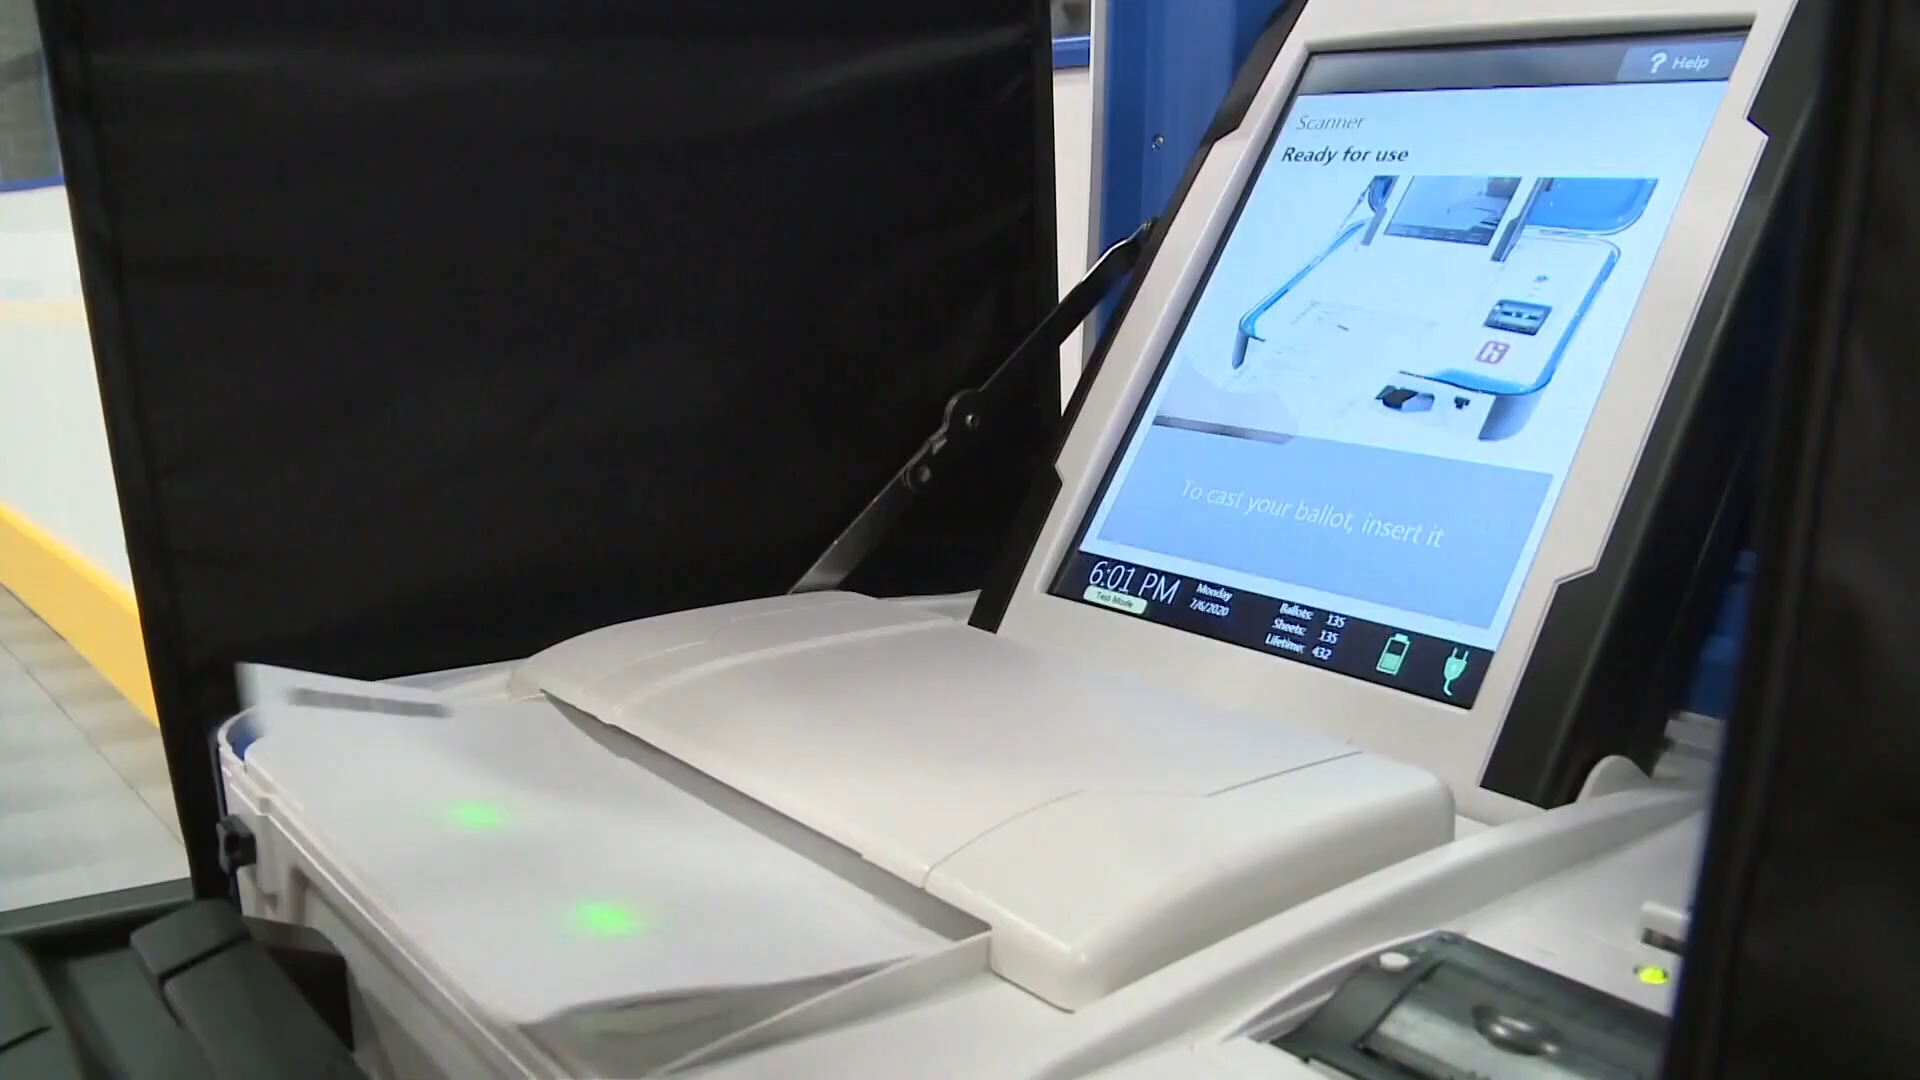 ? Help
Scanner
Ready for use
To cast your ballot, insert it
6:01 PM
Test Mode
Monday
7/6/2020
Ballots: 135
Sheets: 135
Lifetime: 432